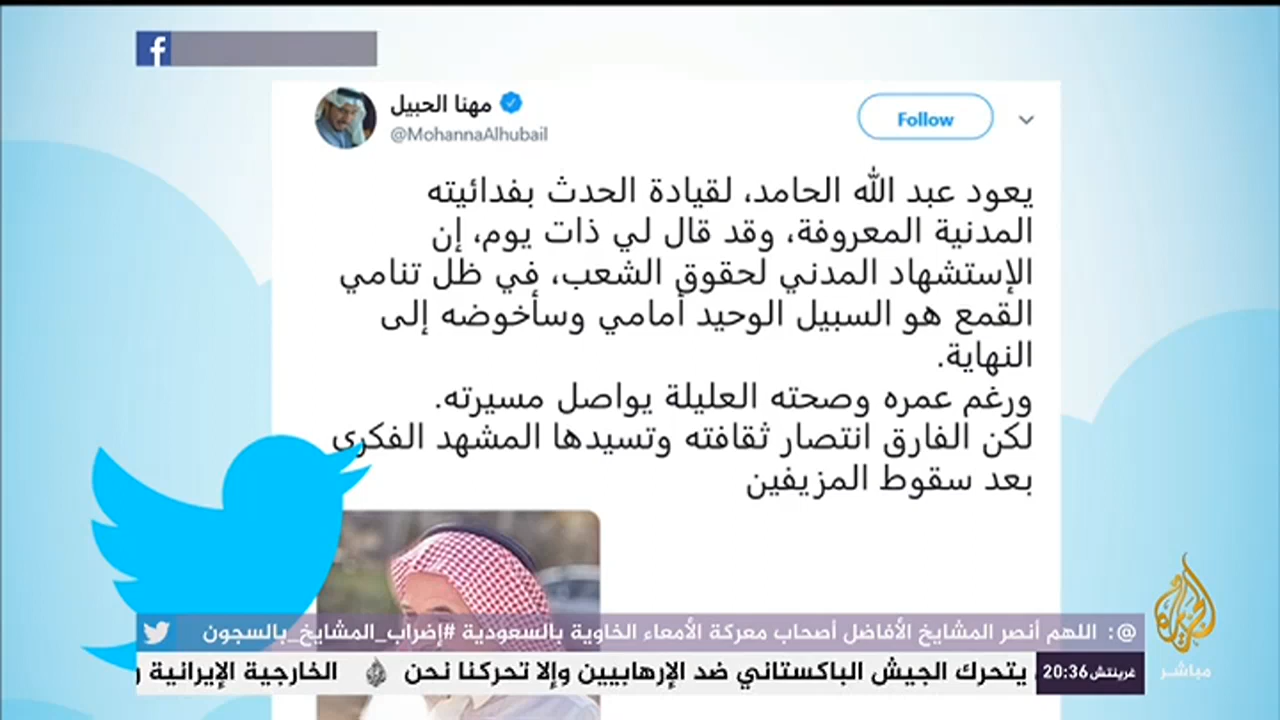 مهنا الحبيل
@MohannaAlhubail
Follow
يعود عبد الله الحامد، لقيادة الحدث بفدائيته
المدنية المعروفة، وقد قال لي ذات يوم، إن
الإستشهاد المدني لحقوق الشعب، في ظل تنامي
القمع هو السبيل الوحيد أمامي وسأخوضه إلى
النهاية.
ورغم عمره وصحته العليلة يواصل مسيرته.
لكن الفارق انتصار ثقافته وتسيدها المشهد الفكري
بعد سقوط المزيفين
@: اللهم أنصر المشايخ الأفاضل أصحاب معركة الأمعاء الخاوية بالسعودية #إضراب_المشايخ_بالسجون
20:36 غرينتش
يتحرك الجيش الباكستاني ضد الإرهابيين وإلا تحركنا نحن
الخارجية الإيرانية
الجزيرة
مباشر